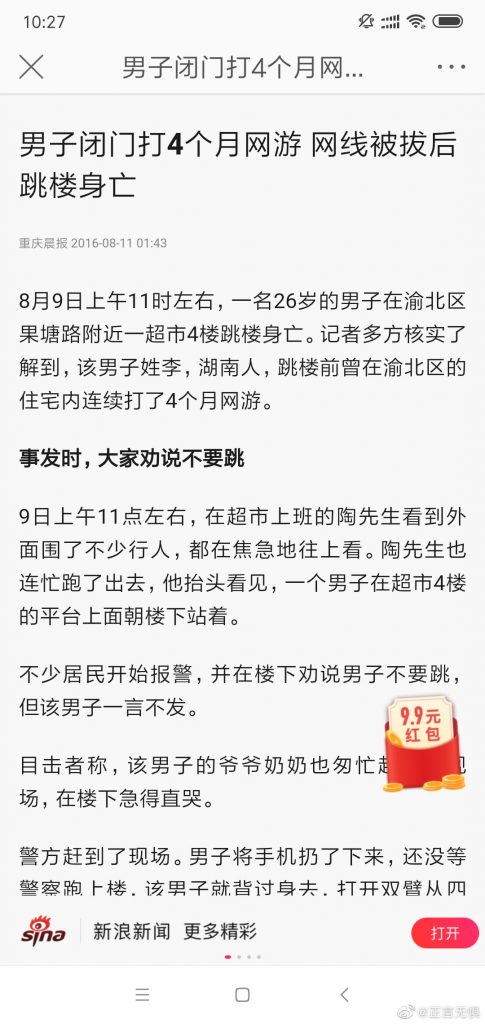 10:27
男子闭门打4个月网...
男子闭门打4个月网游 网线被拔后
跳楼身亡
重庆晨报 2016-08-11 01:43
8月9日上午11时左右，一名26岁的男子在渝北区
果塘路附近一超市4楼跳楼身亡。记者多方核实了
解到，该男子姓李，湖南人，跳楼前曾在渝北区的
住宅内连续打了4个月网游。
事发时，大家劝说不要跳
9日上午11点左右，在超市上班的陶先生看到外
面围了不少行人，都在焦急地往上看。陶先生也
连忙跑了出去，他抬头看见，一个男子在超市4楼
的平台上面朝楼下站着。
不少居民开始报警，并在楼下劝说男子不要跳，
但该男子一言不发。
9.9元
红包
目击者称，该男子的爷爷奶奶也匆忙
场，在楼下急得直哭。
警方赶到了现场。男子将手机扔了下来，还没等
警察跑上楼，该男子就背过身去，打开双臂从四
sina
新浪新闻 更多精彩
打开
@正言无惧